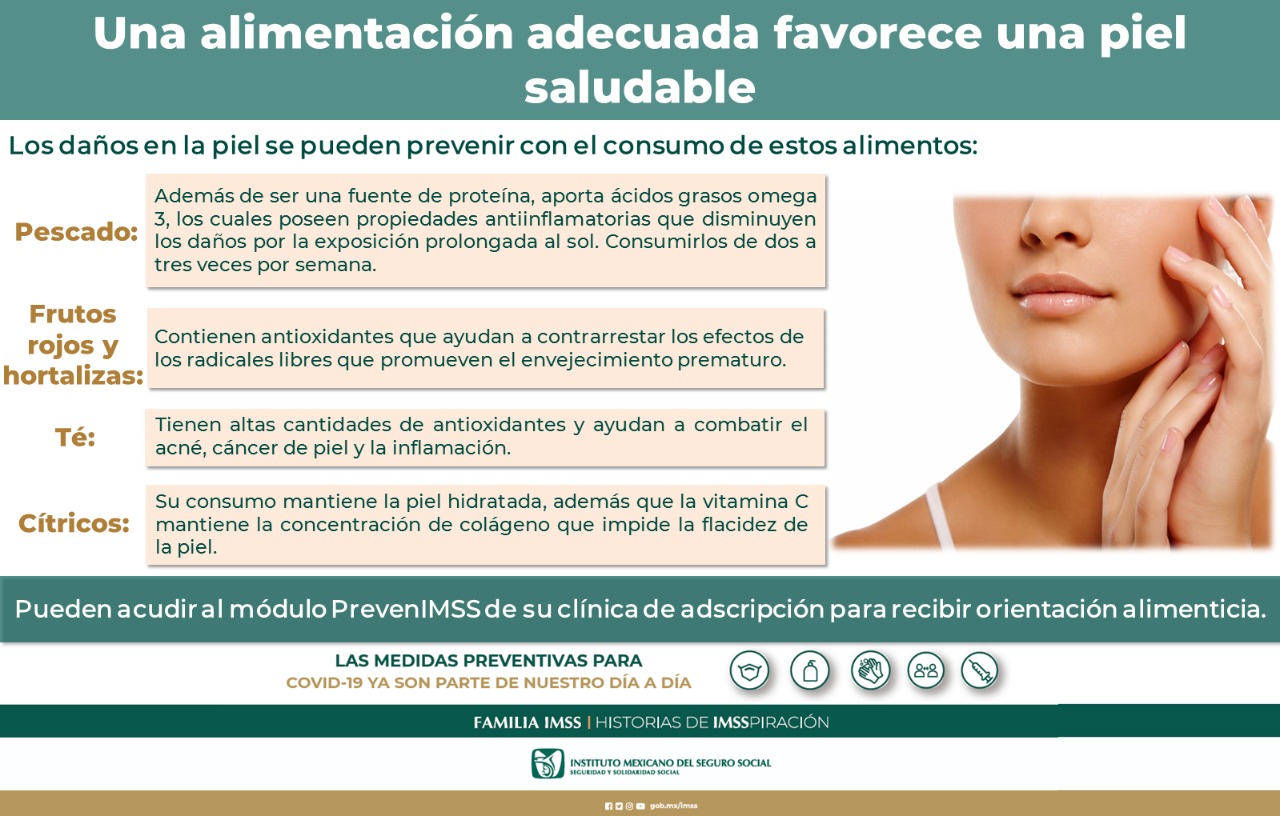 Una alimentación adecuada favorece una piel
saludable
Los daños en la piel se pueden prevenir con el consumo de estos alimentos:
Pescado:
Además de ser una fuente de proteína, aporta ácidos grasos omega
3, los cuales poseen propiedades antiinflamatorias que disminuyen
los daños por la exposición prolongada al sol. Consumirlos de dos a
tres veces por semana.
Frutos
rojos y
hortalizas:
Contienen antioxidantes que ayudan a contrarrestar los efectos de
los radicales libres que promueven el envejecimiento prematuro.
Té:
Tienen altas cantidades de antioxidantes y ayudan a combatir el
acné, cáncer de piel y la inflamación.
Cítricos:
Su consumo mantiene la piel hidratada, además que la vitamina C
mantiene la concentración de colágeno que impide la flacidez de
la piel.
Pueden acudir al módulo PrevenIMSS de su clínica de adscripción para recibir orientación alimenticia.
LAS MEDIDAS PREVENTIVAS PARA
COVID-19 YA SON PARTE DE NUESTRO DÍA A DÍA
FAMILIA IMSS | HISTORIAS DE IMSSPIRACIÓN
INSTITUTO MEXICANO DEL SEGURO SOCIAL
SEGURIDAD Y SOLIDARIDAD SOCIAL
gob.mx/imss